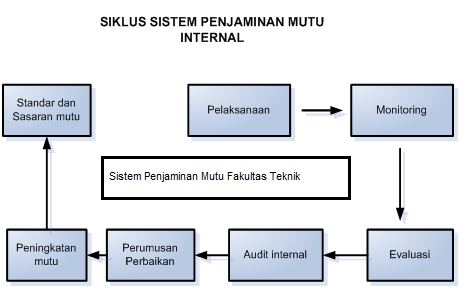 SIKLUS SISTEM PENJAMINAN MUTU
INTERNAL
Standar dan
Sasaran mutu
Pelaksanaan
Monitoring
Sistem Penjaminan Mutu Fakultas Teknik
Peningkatan
mutu
Perumusan
Perbaikan
Audit internal
Evaluasi